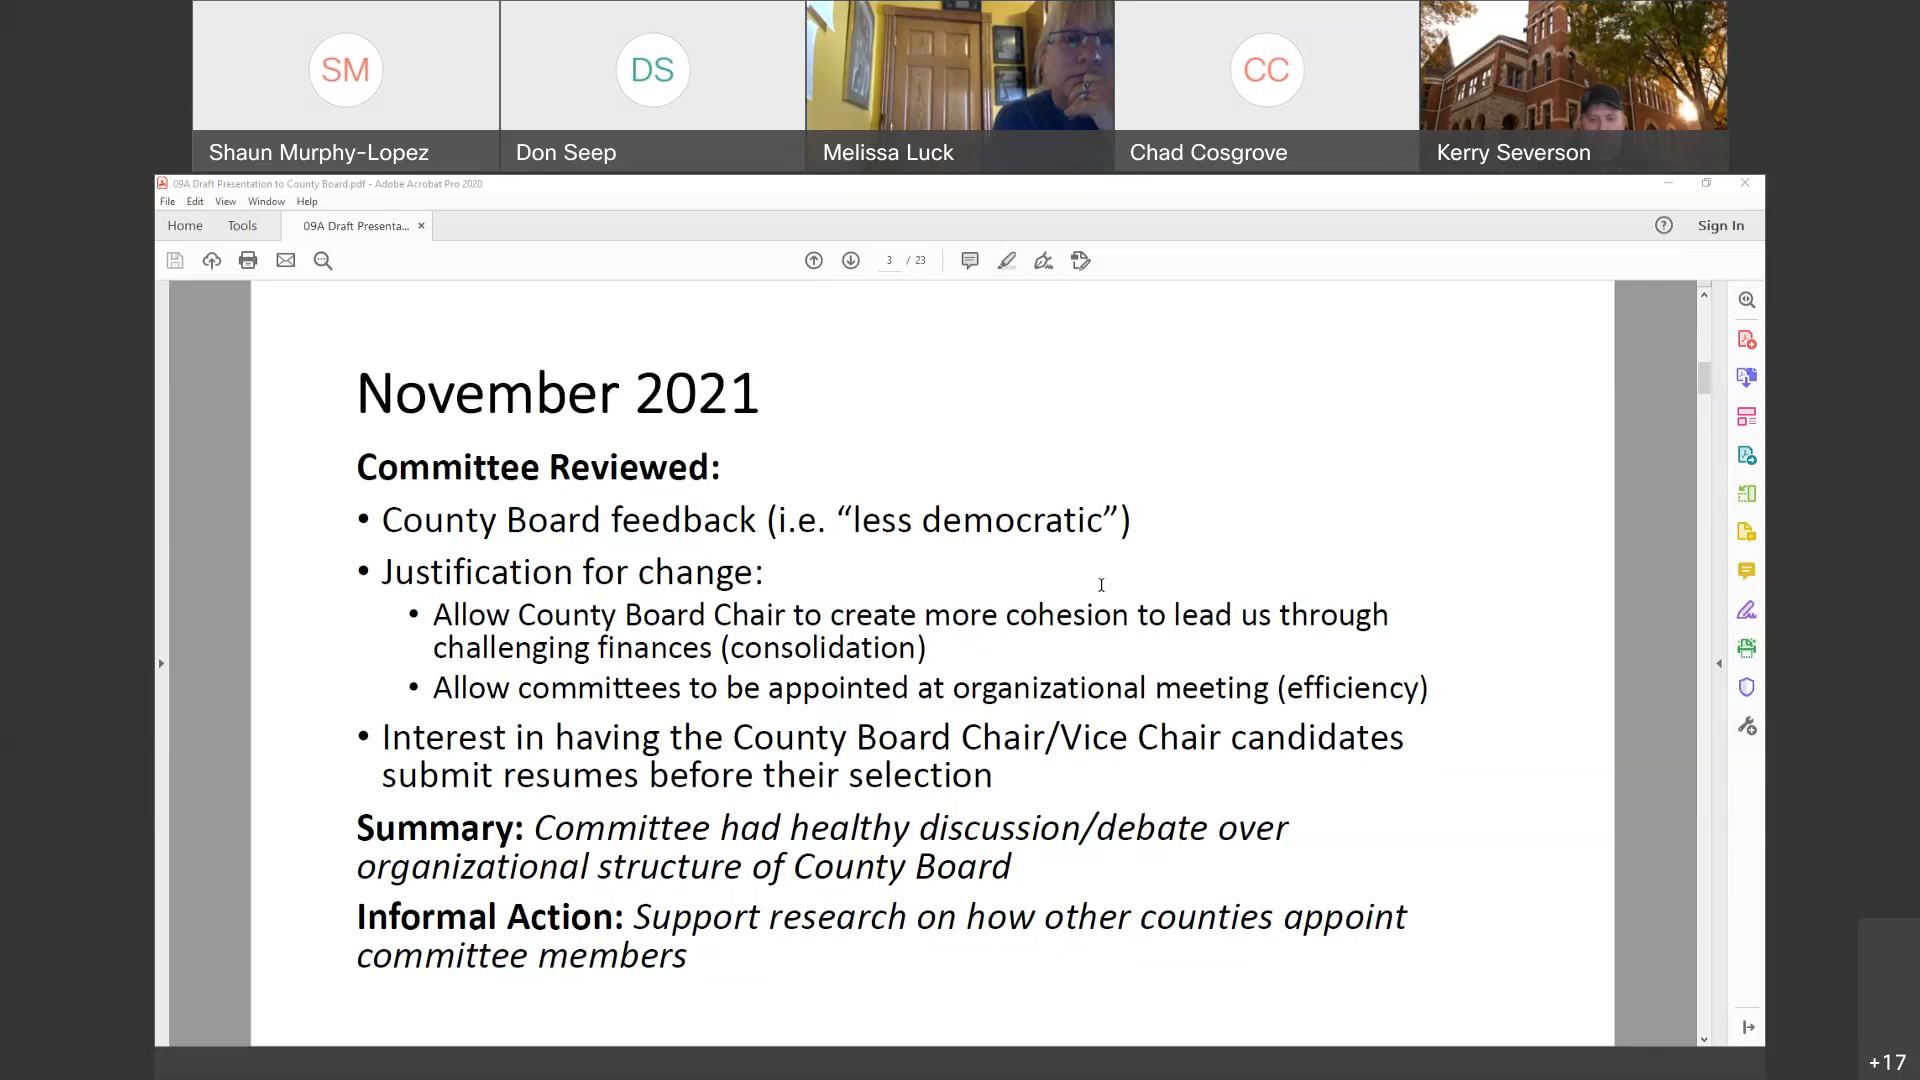 SM
DS
CC
Shaun Murphy-Lopez
Don Seep
Melissa Luck
Chad Cosgrove
Kerry Severson
09A Draft Presentation to County Board.pdf - Adobe Acrobat Pro 2020
File Edit View Window Help
Home Tools 09A Draft Presenta... × Sign In
3 / 23
November 2021
Committee Reviewed:
• County Board feedback (i.e. “less democratic”)
• Justification for change:
• Allow County Board Chair to create more cohesion to lead us through
challenging finances (consolidation)
• Allow committees to be appointed at organizational meeting (efficiency)
• Interest in having the County Board Chair/Vice Chair candidates
submit resumes before their selection
Summary: Committee had healthy discussion/debate over
organizational structure of County Board
Informal Action: Support research on how other counties appoint
committee members
+17